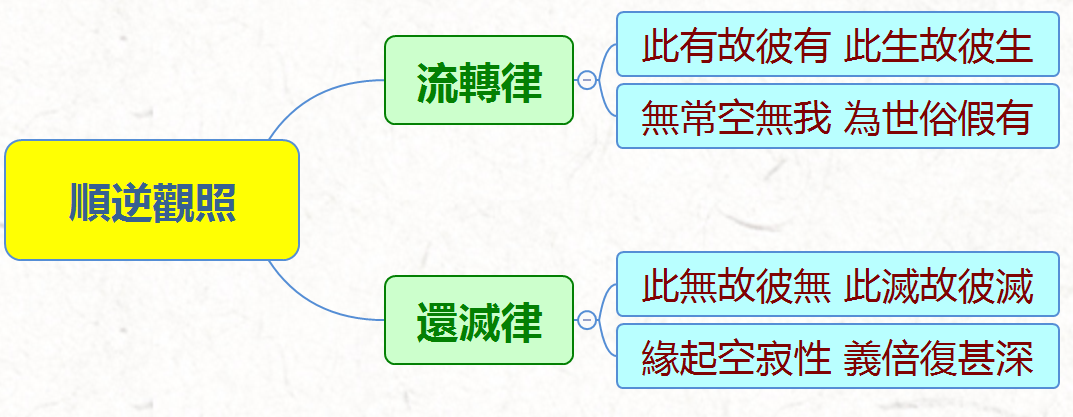 順逆觀照
流轉律
此有故彼有 此生故彼生
無常空無我 為世俗假有
還滅律
此無故彼無 此滅故彼滅
緣起空寂性 義倍復甚深